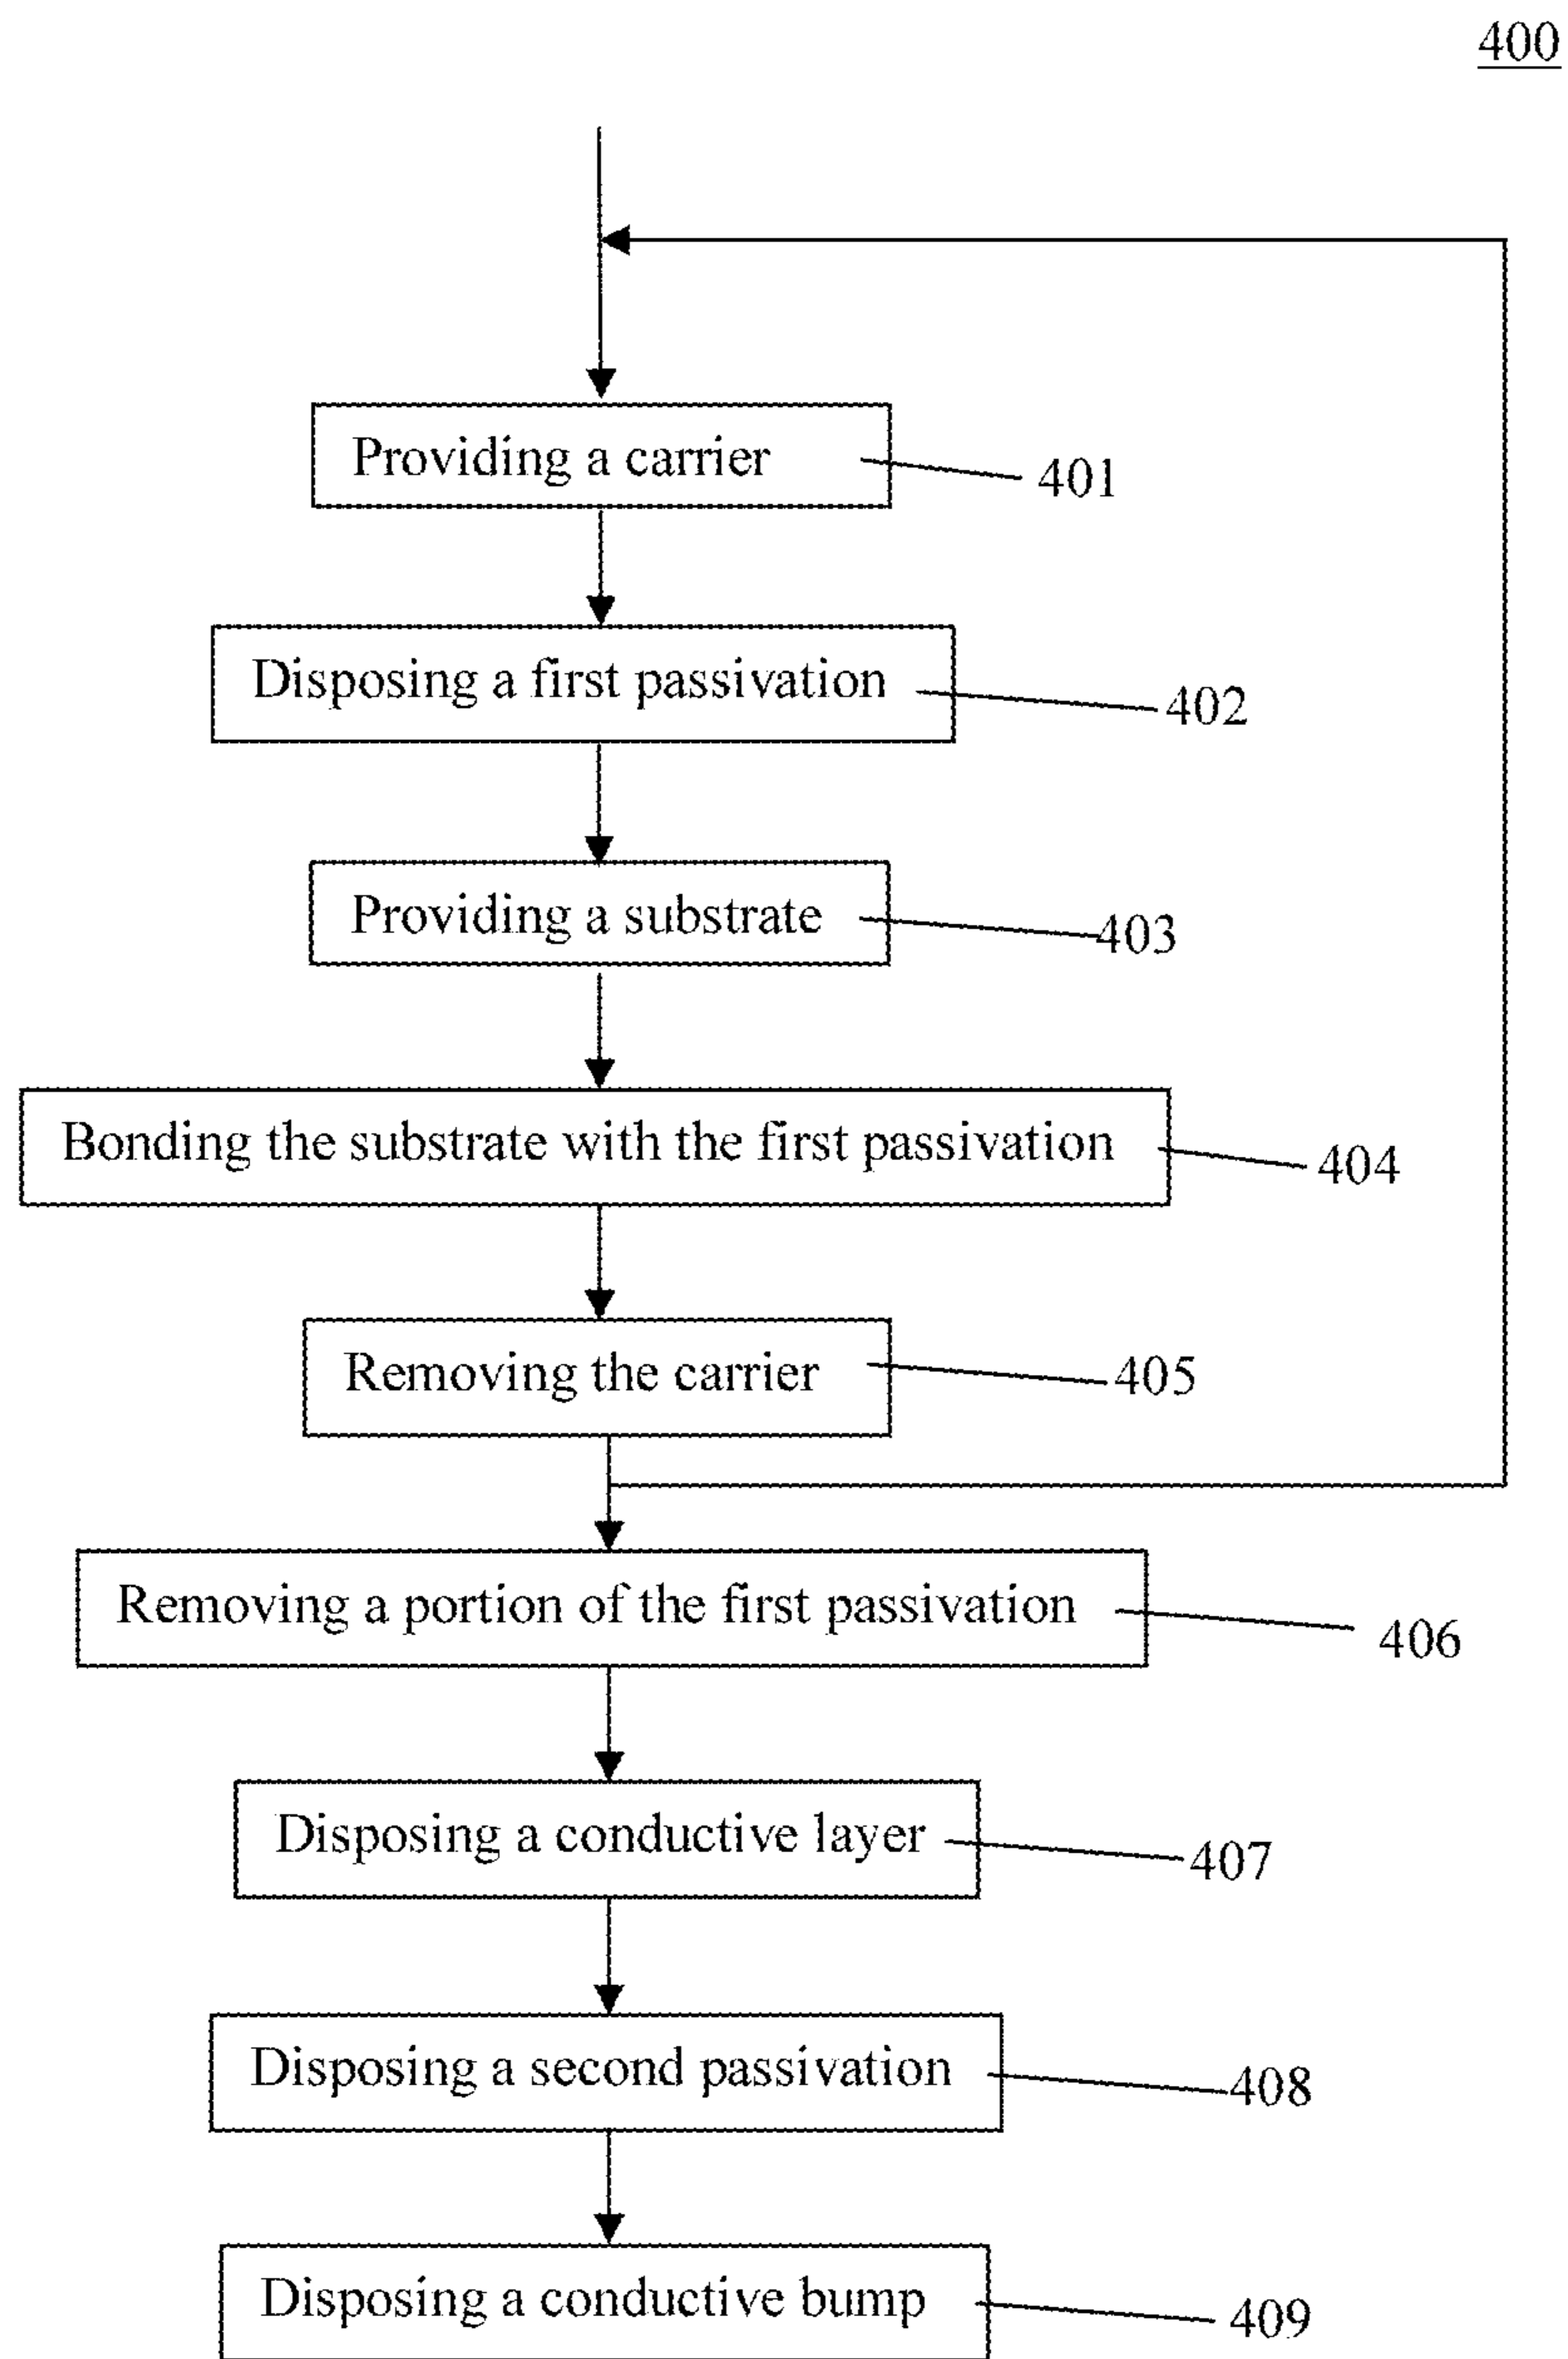 400
Providing a carrier
401
Disposing a first passivation
402
Providing a substrate
403
Bonding the substrate with the first passivation
404
Removing the carrier
405
Removing a portion of the first passivation
406
Disposing a conductive layer
407
Disposing a second passivation
408
Disposing a conductive bump
409